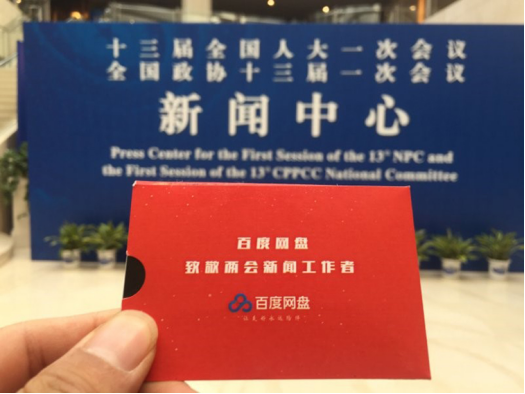 十三届全国人大一次会议
全国政协十三届一次会议
新闻中心
Press Center for the First Session of the 13th NPC and
the First Session of the 13th CPPCC National Committee
百度网盘
致敬两会新闻工作者
百度网盘